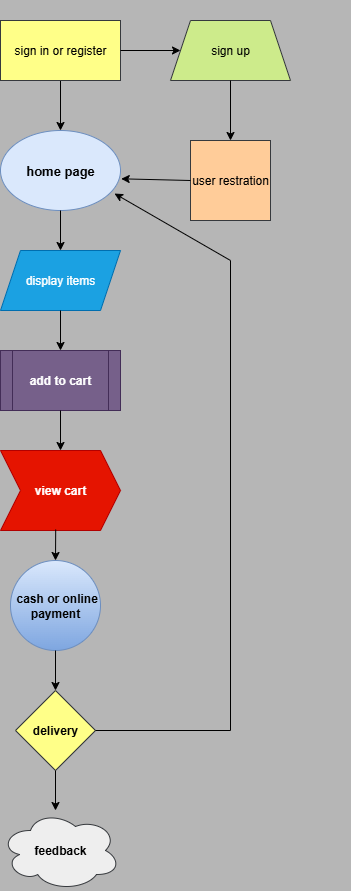 sign in or register
sign up
home page
user restration
display items
add to cart
view cart
cash or online
payment
delivery
feedback